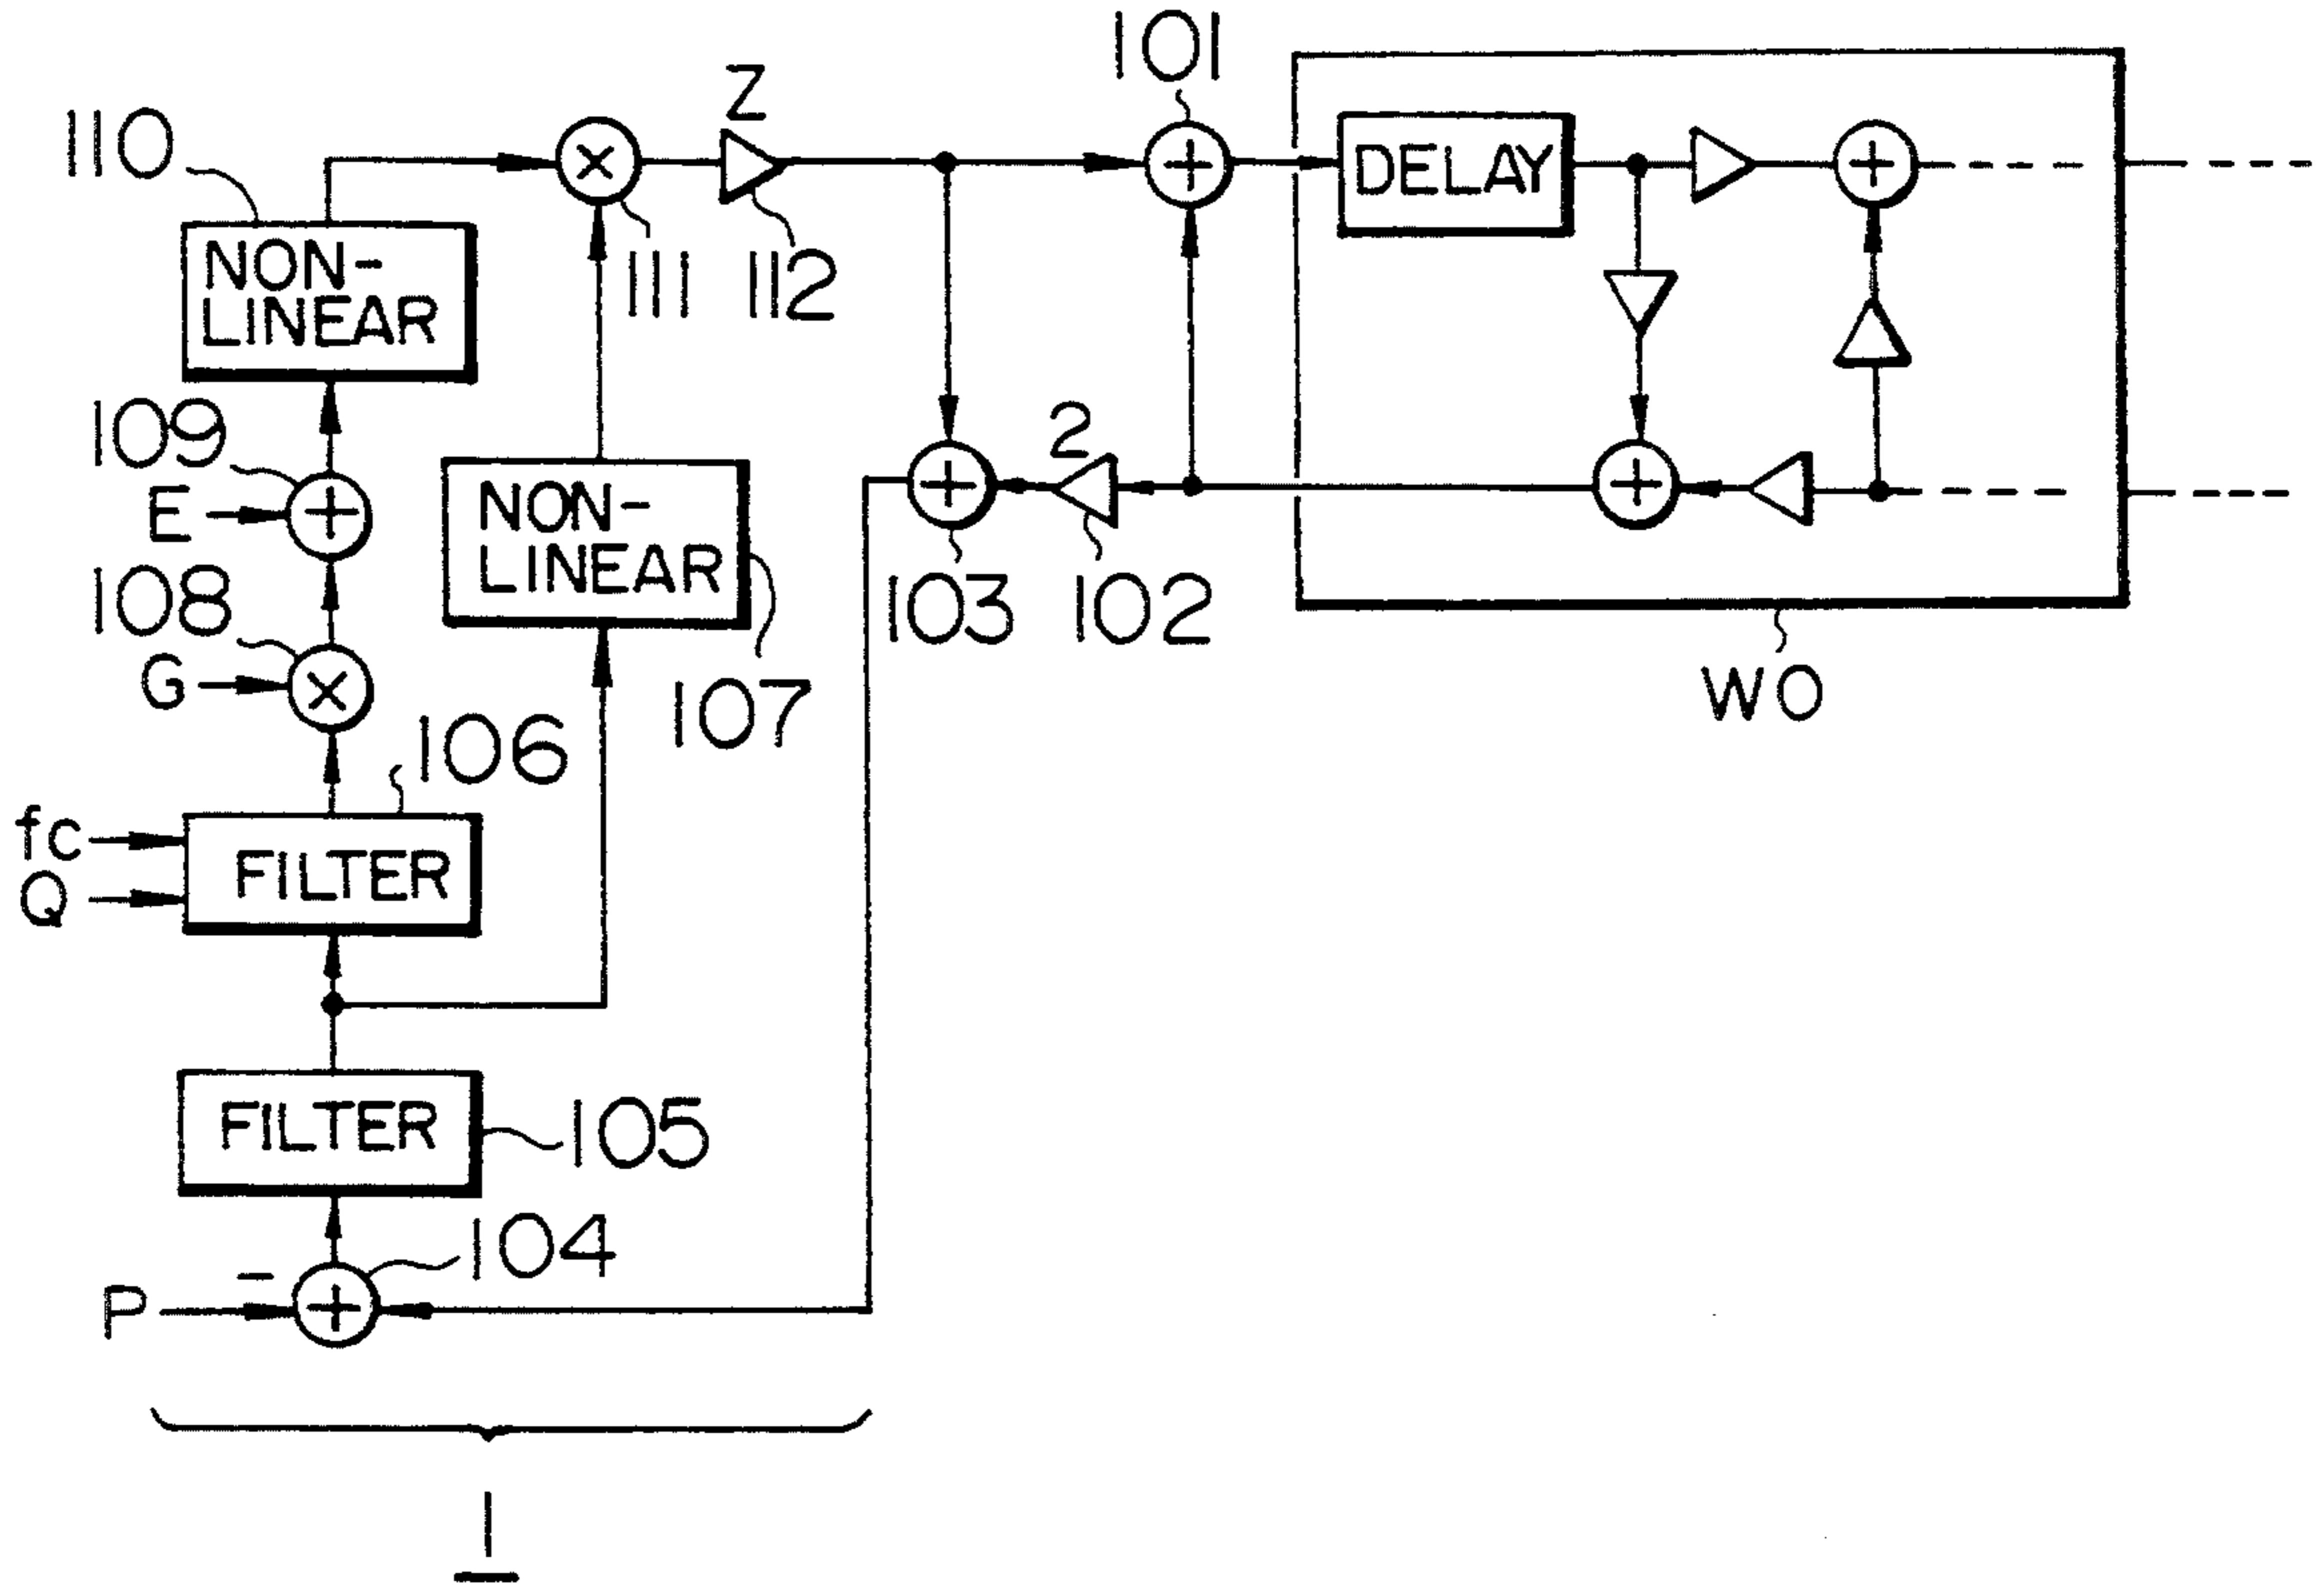 101
Z
110
DELAY
NON-
LINEAR
111
112
109
2
E
NON-
LINEAR
108
103
102
G
107
WO
106
fc
FILTER
Q
FILTER
105
104
-
P
1